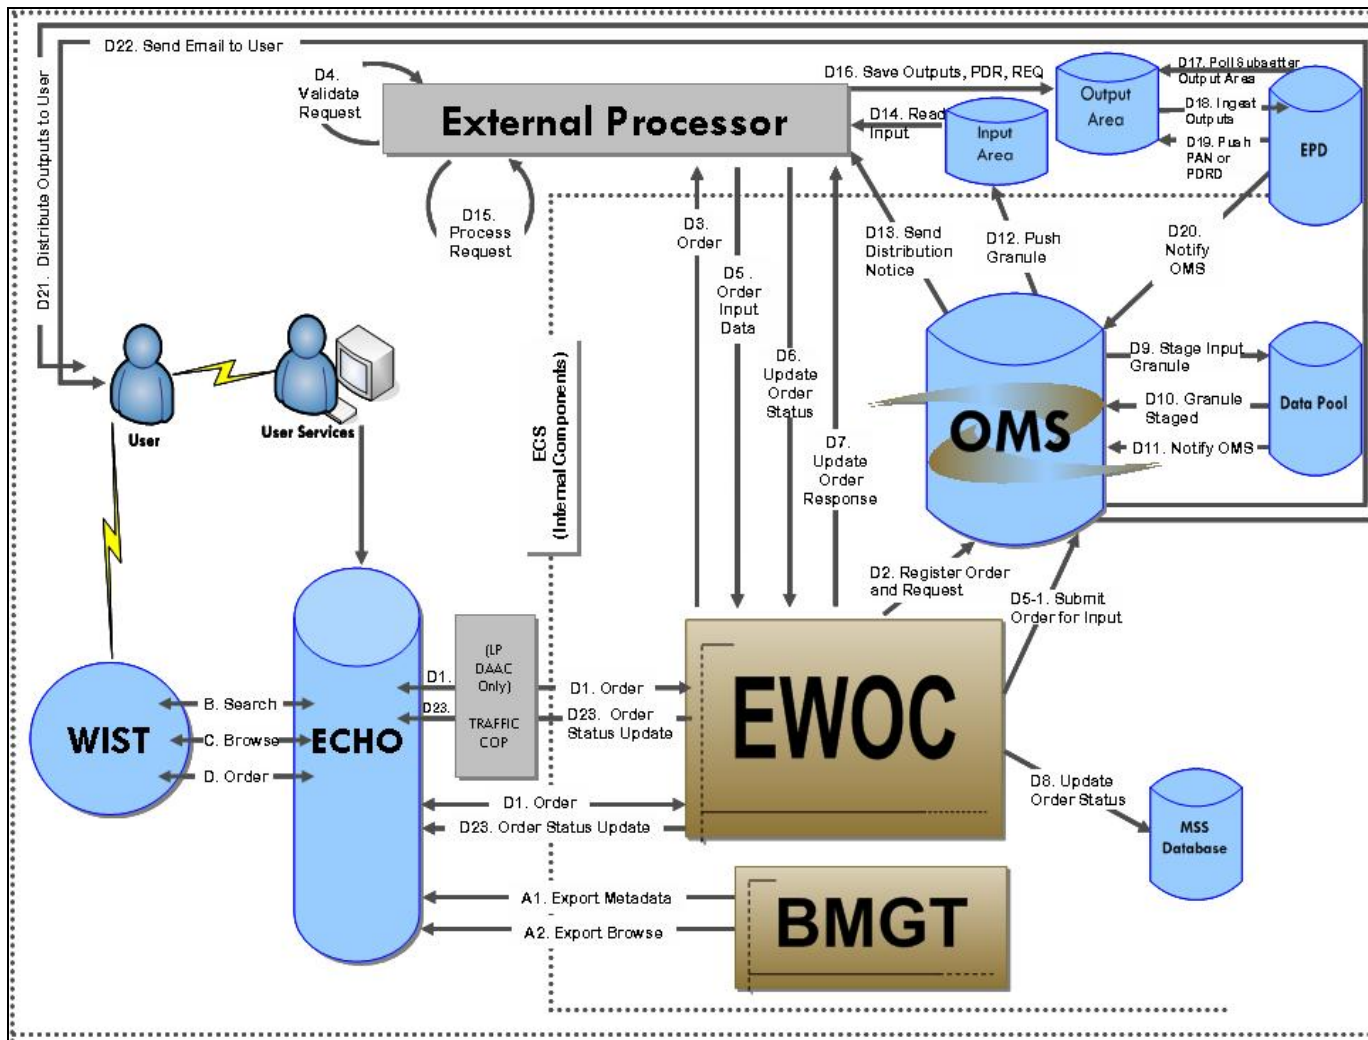 D22. Send Email to User
D21. Distribute Outputs to User
D4.
Validate
Request
External Processor
D15.
Process
Request
D16. Save Outputs, PDR, REQ
D14. Read
Input
Input
Area
Output
Area
D17. Poll Subsetter
Output Area
D18. Ingest
Outputs
D19. Push
PAN or
PDRD
EPD
D3.
Order
D5.
Order
Input
Data
D6.
Update
Order
Status
D7.
Update
Order
Response
D13. Send
Distribution
Notice
D12. Push
Granule
D20.
Notify
OMS
User
User Services
ECS
(Internal Components)
OMS
D9. Stage Input
Granule
D10. Granule
Staged
D11. Notify OMS
Data Pool
D2. Register Order
and Request
D5-1. Submit
Order for Input
WIST
B. Search
C. Browse
D. Order
ECHO
D1.
D23.
(LP
DAAC
Only)
TRAFFIC
COP
D1. Order
D23. Order
Status Update
D1. Order
D23. Order Status Update
EWOC
D8. Update
Order Status
MSS
Database
A1. Export Metadata
A2. Export Browse
BMGT